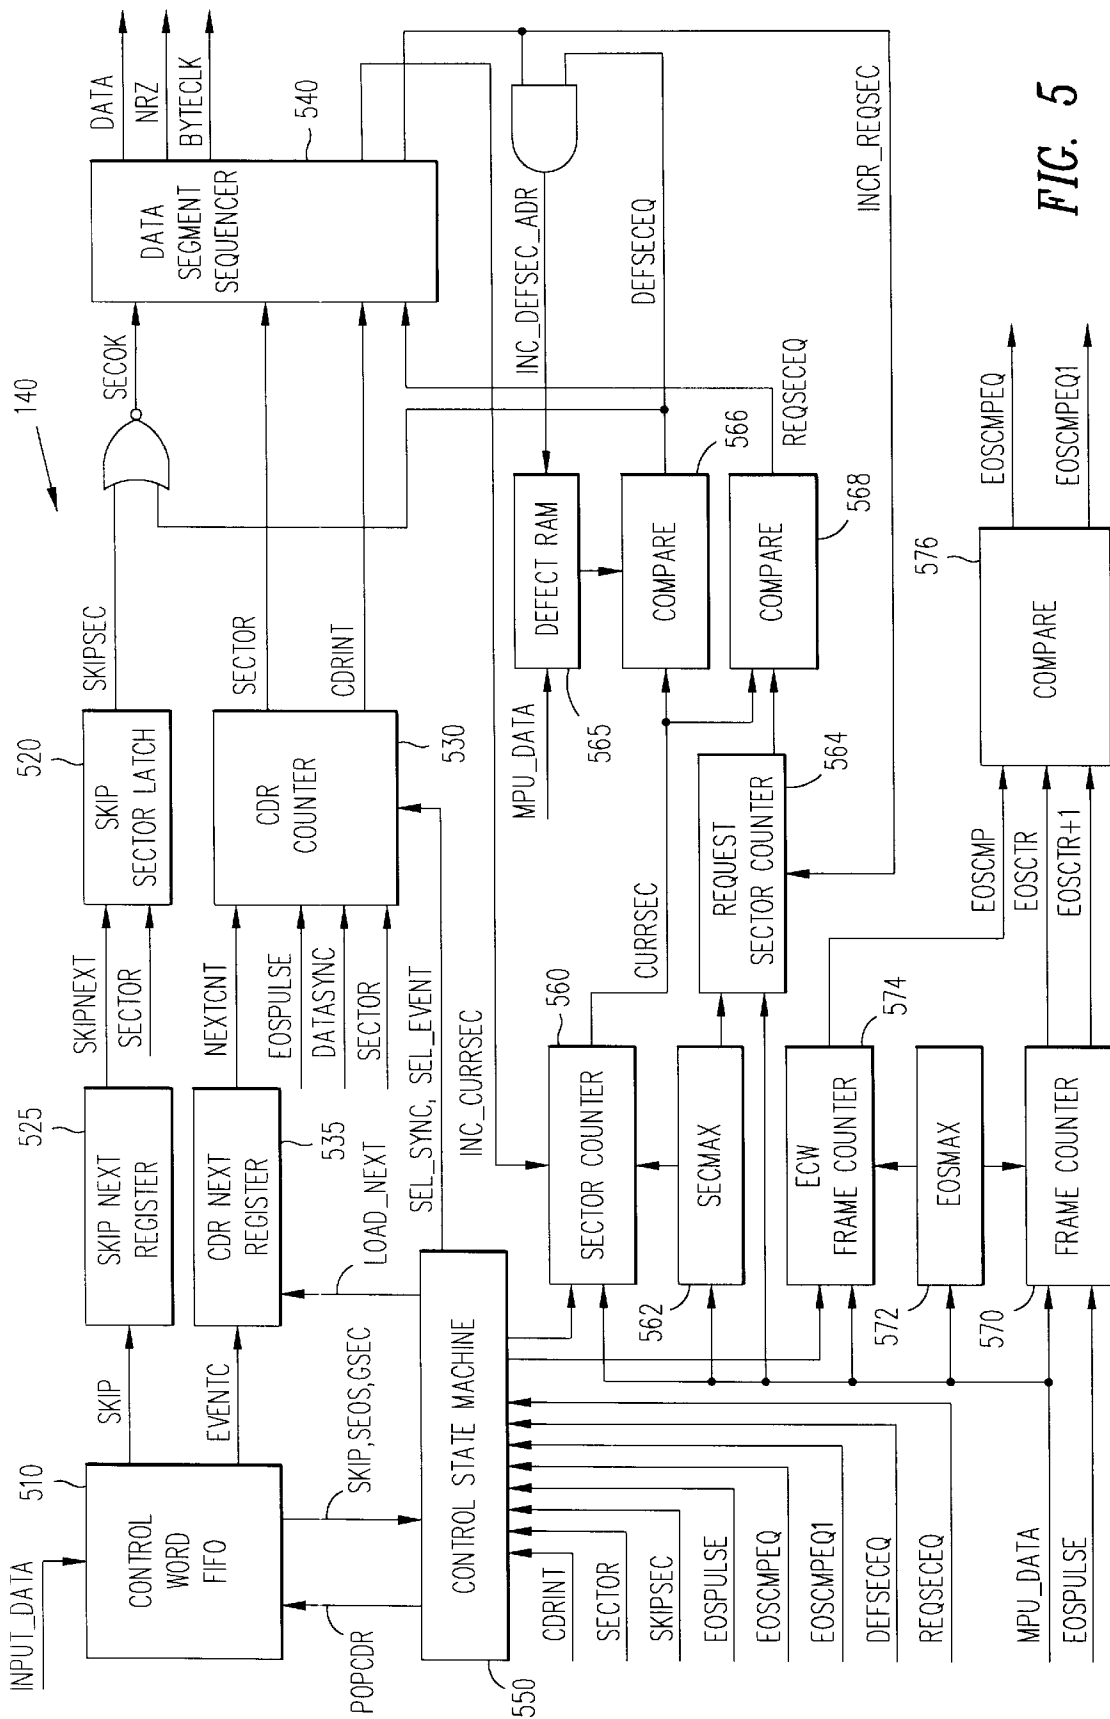 140
INPUT_DATA
CONTROL
WORD
FIFO
510
SKIP
EVENTC
POPCDR
SKIP,SEOS,GSEC
SKIP NEXT
REGISTER
525
CDR NEXT
REGISTER
535
LOAD_NEXT
SKIPNEXT
SECTOR
NEXTCNT
EOSPULSE
DATASYNC
SECTOR
SEL_SYNC, SEL_EVENT
INC_CURRSEC
SKIP
SECTOR LATCH
520
CDR
COUNTER
530
SKIPSEC
SECTOR
CDRINT
SECOK
DATA
SEGMENT
SEQUENCER
540
DATA
NRZ
BYTECLK
CONTROL STATE MACHINE
550
CDRINT
SECTOR
SKIPSEC
EOSPULSE
EOSCMPEQ
EOSCMPEQ1
DEFSECEQ
REQSECEQ
MPU_DATA
EOSPULSE
SECTOR COUNTER
560
SECMAX
562
ECW
FRAME COUNTER
574
EOSMAX
572
FRAME COUNTER
570
CURRSEC
REQUEST
SECTOR COUNTER
564
MPU_DATA
DEFECT RAM
565
COMPARE
566
COMPARE
568
INC_DEFSEC_ADR
DEFSECEQ
REQSECEQ
INCR_REQSEC
EOSCMP
EOSCTR
EOSCTR+1
COMPARE
576
EOSCMPEQ
EOSCMPEQ1
FIG. 5